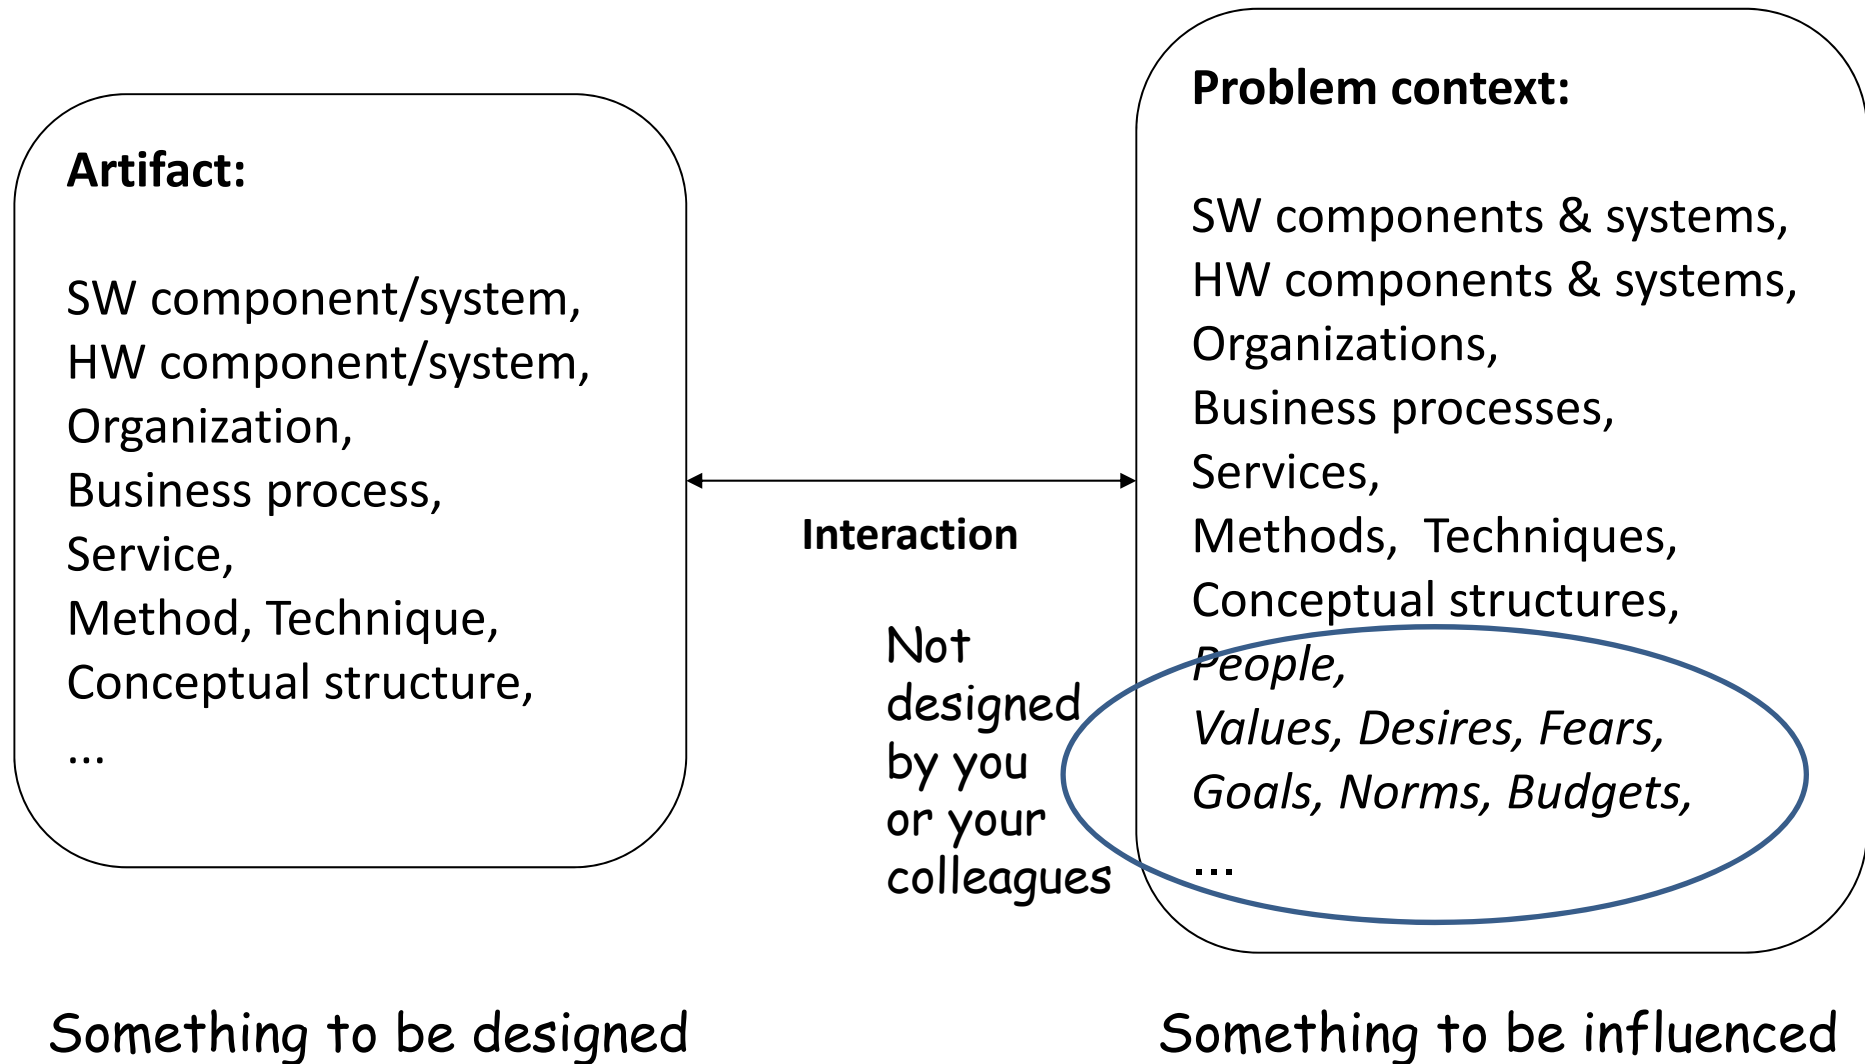 Artifact:
SW component/system,
HW component/system,
Organization,
Business process,
Service,
Method, Technique,
Conceptual structure,
...
Interaction
Not
designed
by you
or your
colleagues
Problem context:
SW components & systems,
HW components & systems,
Organizations,
Business processes,
Services,
Methods,  Techniques,
Conceptual structures,
People,
Values, Desires, Fears,
Goals, Norms, Budgets,
...
Something to be designed
Something to be influenced